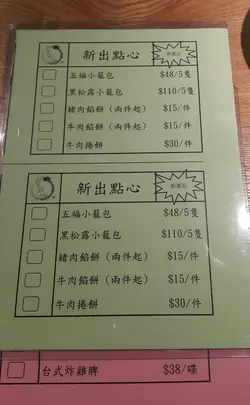 新出點心 新產品
五福小籠包 $48/5隻
黑松露小籠包 $110/5隻
豬肉餡餅（兩件起） $15/件
牛肉餡餅（兩件起） $15/件
牛肉捲餅 $30/件
新出點心 新產品
五福小籠包 $48/5隻
黑松露小籠包 $110/5隻
豬肉餡餅（兩件起） $15/件
牛肉餡餅（兩件起） $15/件
牛肉捲餅 $30/件
台式炸雞脾 $38/碟